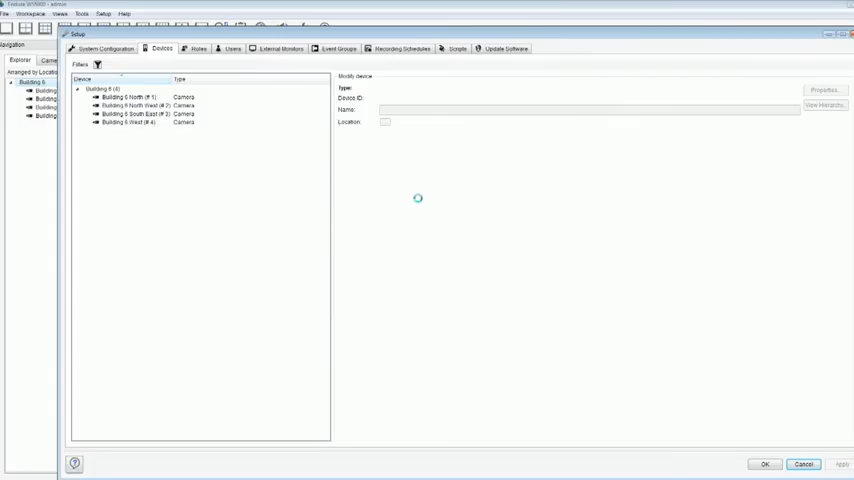 Endura WS5000 - admin
File Workspace Views Tools Setup Help
Navigation
Explorer Came
Arranged by Locatio
Building 6
Building
Building
Building
Building
Setup
System Configuration Devices Roles Users External Monitors Event Groups Recording Schedules Scripts Update Software
Filters
Device Type
Building 6 (4)
Building 6 North (# 1) Camera
Building 6 North West (# 2) Camera
Building 6 South East (# 3) Camera
Building 6 West (# 4) Camera
Modify device
Type:
Device ID:
Name:
Location:
Properties...
View Hierarchy...
OK Cancel Apply